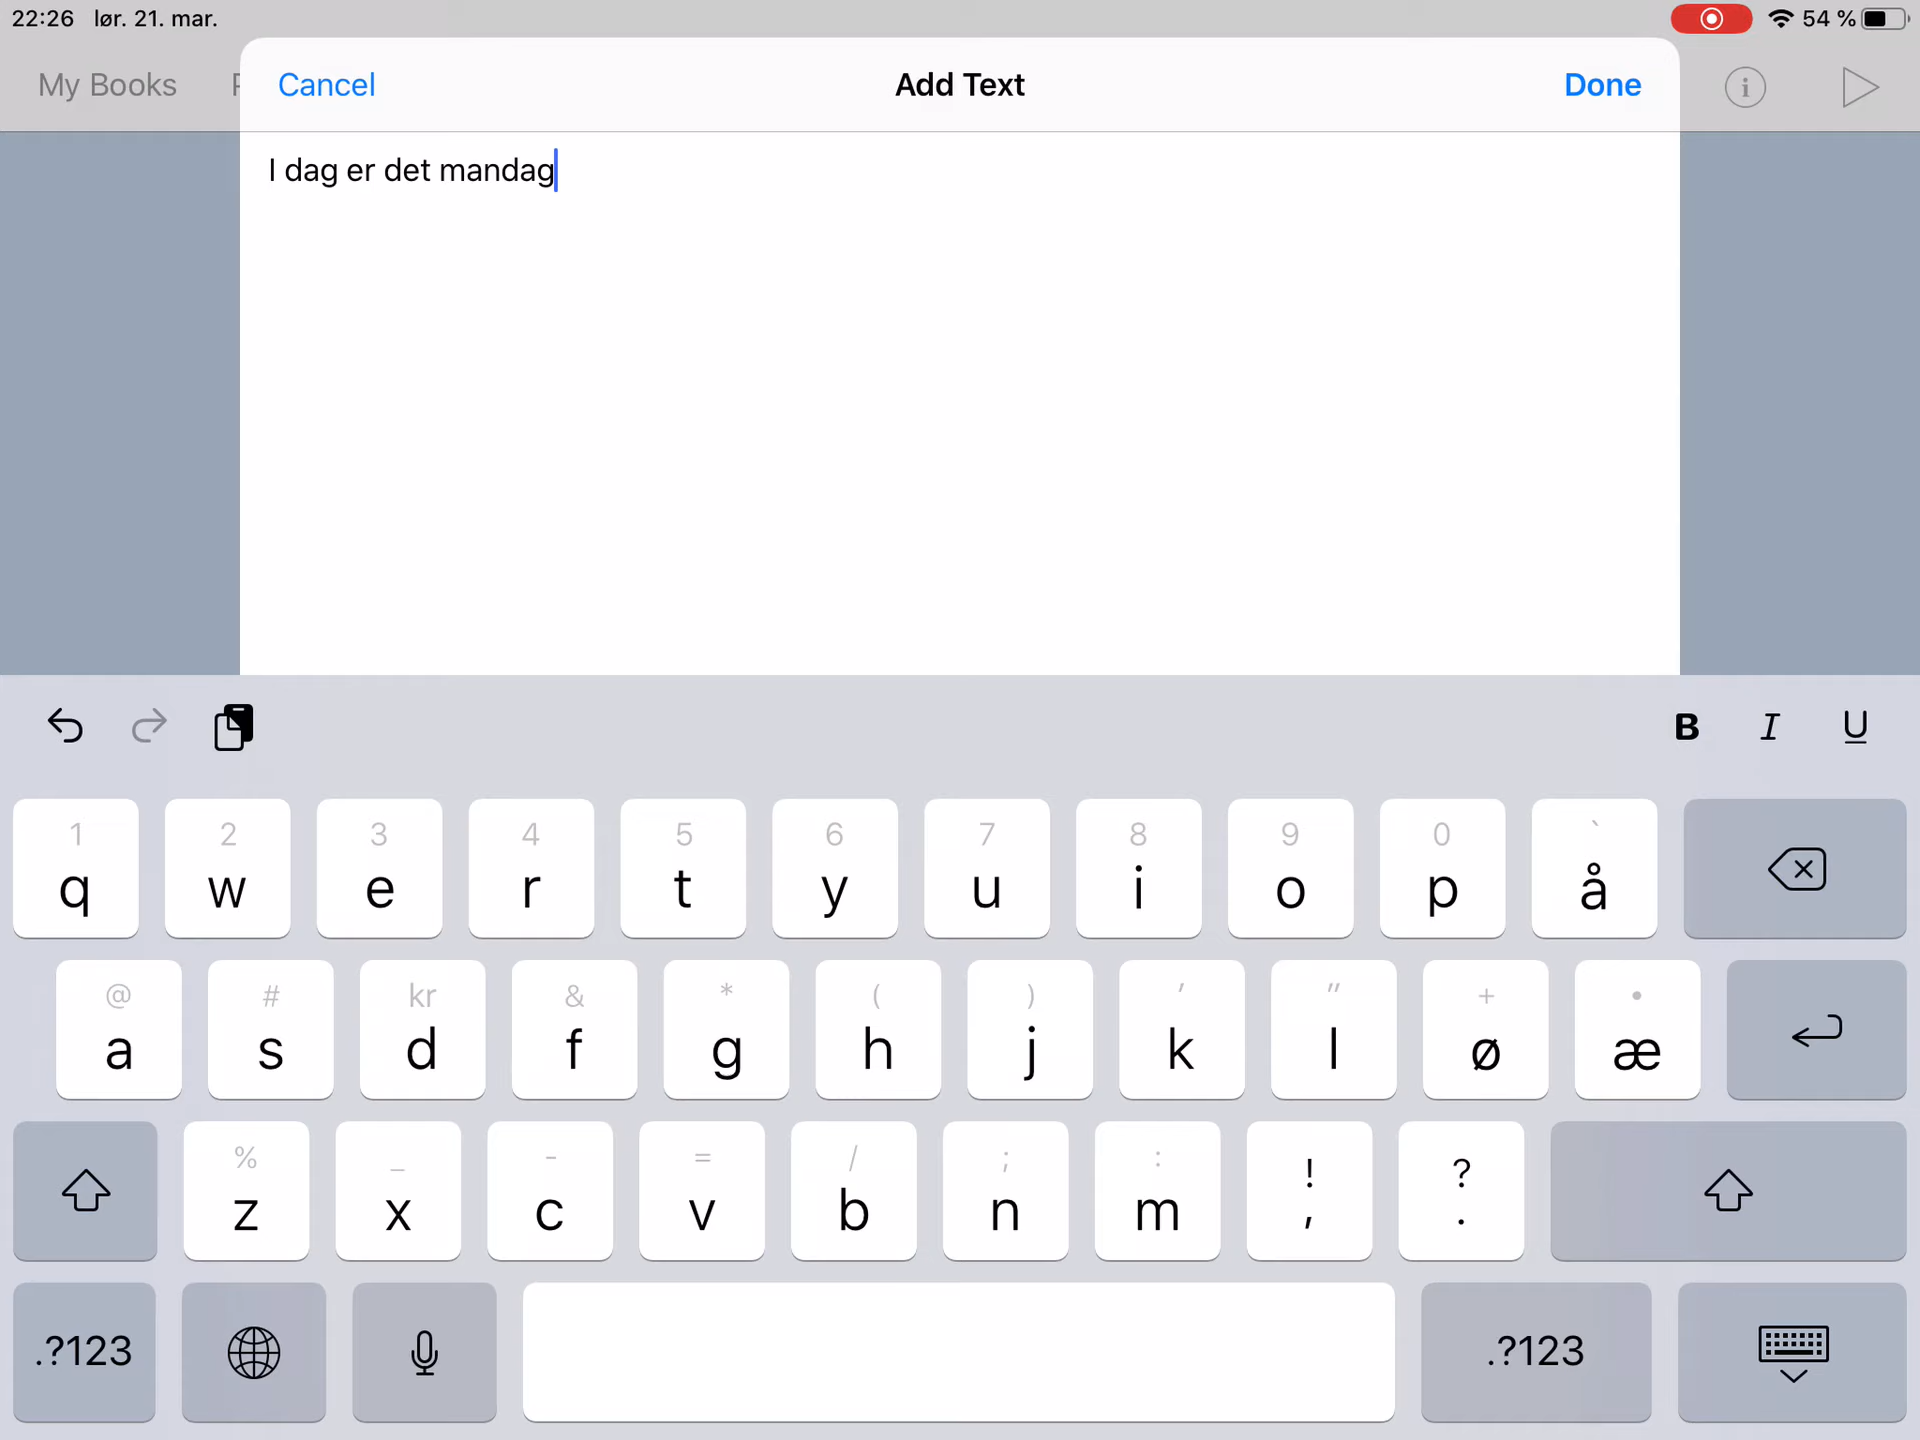 22:26 lør. 21. mar. 54 %
My Books
Cancel Add Text Done
I dag er det mandag
B I U
1 2 3 4 5 6 7 8 9 0 `
q w e r t y u i o p å
@ # kr & * ( ) ′ ″ + •
a s d f g h j k l ø æ
% _ - = / ; : ! ?
z x c v b n m , .
.?123 .?123